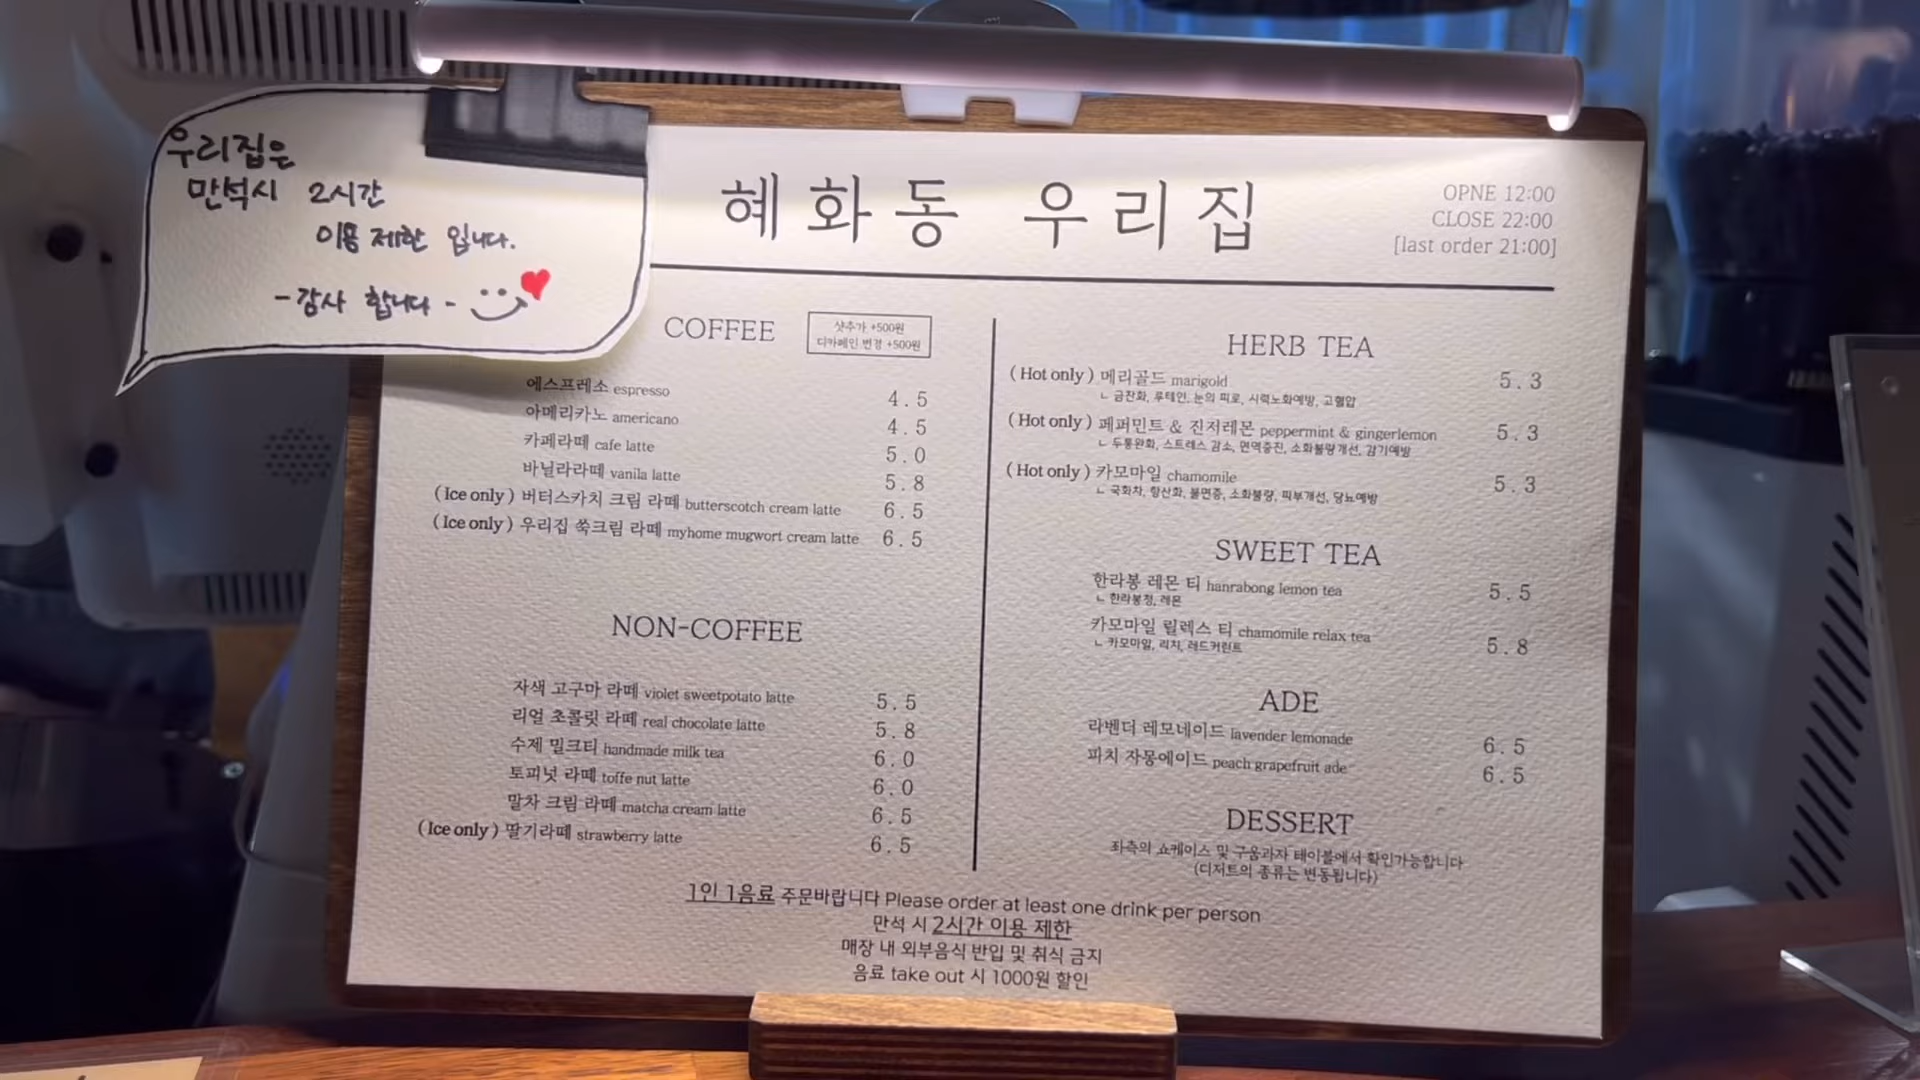 우리집은
만석시 2시간
이용 제한 입니다.
-감사 합니다-
혜화동 우리집
OPNE 12:00
CLOSE 22:00
[last order 21:00]
COFFEE
샷추가 +500원
디카페인 변경 +500원
에스프레소 espresso 4.5
아메리카노 americano 4.5
카페라떼 cafe latte 5.0
바닐라라떼 vanila latte 5.8
(Ice only) 버터스카치 크림 라떼 butterscotch cream latte 6.5
(Ice only) 우리집 쑥크림 라떼 myhome mugwort cream latte 6.5
NON-COFFEE
자색 고구마 라떼 violet sweetpotato latte 5.5
리얼 초콜릿 라떼 real chocolate latte 5.8
수제 밀크티 handmade milk tea 6.0
토피넛 라떼 toffe nut latte 6.0
말차 크림 라떼 matcha cream latte 6.5
(Ice only) 딸기라떼 strawberry latte 6.5
HERB TEA
(Hot only) 메리골드 marigold 5.3
ㄴ 금잔화, 루테인, 눈의 피로, 시력노화예방, 고혈압
(Hot only) 페퍼민트 & 진저레몬 peppermint & gingerlemon 5.3
ㄴ 두통완화, 스트레스 감소, 면역증진, 소화불량개선, 감기예방
(Hot only) 카모마일 chamomile 5.3
ㄴ 국화차, 항산화, 불면증, 소화불량, 피부개선, 당뇨예방
SWEET TEA
한라봉 레몬 티 hanrabong lemon tea 5.5
ㄴ 한라봉청, 레몬
카모마일 릴렉스 티 chamomile relax tea 5.8
ㄴ 카모마일, 리치, 레드커런트
ADE
라벤더 레모네이드 lavender lemonade 6.5
피치 자몽에이드 peach grapefruit ade 6.5
DESSERT
좌측의 쇼케이스 및 구움과자 테이블에서 확인가능합니다
(디저트의 종류는 변동됩니다)
1인 1음료 주문바랍니다 Please order at least one drink per person
만석 시 2시간 이용 제한
매장 내 외부음식 반입 및 취식 금지
음료 take out 시 1000원 할인